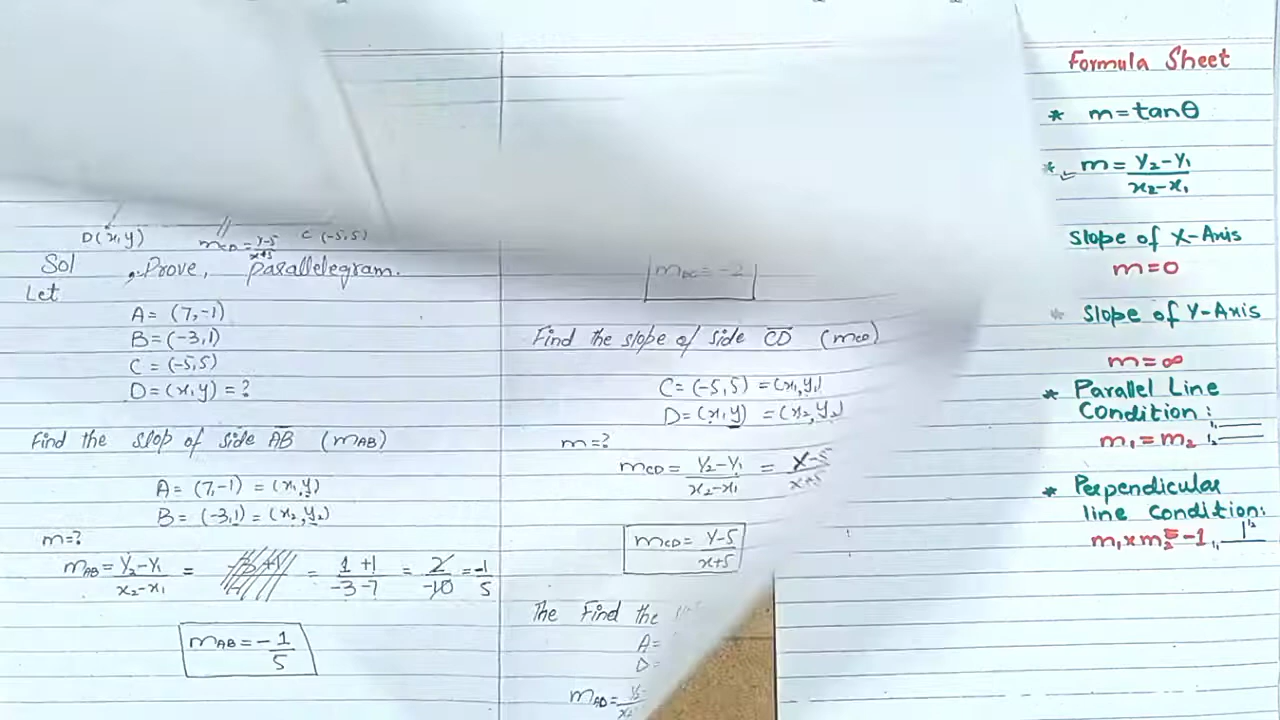 D(x,y)
m CD = y-5 / x+5
C (-5,5)
Sol
Prove, parallelegram.
Let
A = (7,-1)
B = (-3,1)
C = (-5,5)
D = (x,y) = ?
Find the slop of side AB (mAB)
A = (7,-1) = (x1,y1)
B = (-3,1) = (x2,y2)
m=?
mAB = Y2-Y1 / x2-x1 = = 1+1 / -3-7 = 2 / -10 = -1 / 5
mAB = -1 / 5
mBC = -2
Find the slope of side CD (mCD)
C = (-5,5) = (x1,y1)
D = (x,y) = (x2,y2)
m=?
mCD = Y2-Y1 / x2-x1 = Y-5 / x+5
mCD = Y-5 / x+5
The Find the
A=
D=
mAD =
Formula Sheet
* m=tanθ
* m = Y2-Y1 / x2-x1
Slope of X-Axis
m=0
* Slope of Y-Axis
m=∞
* Parallel Line
Condition:
m1=m2
* Perpendicular
line Condition:
m1×m2=-1